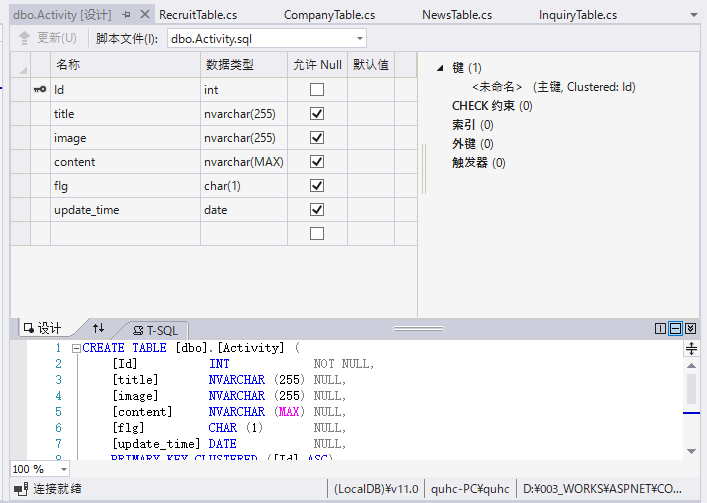 dbo.Activity [设计] RecruitTable.cs CompanyTable.cs NewsTable.cs InquiryTable.cs
更新(U) 脚本文件(I): dbo.Activity.sql
名称 数据类型 允许 Null 默认值
Id int
title nvarchar(255)
image nvarchar(255)
content nvarchar(MAX)
flg char(1)
update_time date
键 (1)
<未命名> (主键, Clustered: Id)
CHECK 约束 (0)
索引 (0)
外键 (0)
触发器 (0)
设计 T-SQL
1 CREATE TABLE [dbo].[Activity] (
2 [Id] INT NOT NULL,
3 [title] NVARCHAR (255) NULL,
4 [image] NVARCHAR (255) NULL,
5 [content] NVARCHAR (MAX) NULL,
6 [flg] CHAR (1) NULL,
7 [update_time] DATE NULL,
8 PRIMARY KEY CLUSTERED ([Id] ASC)
100 %
连接就绪 (LocalDB)¥v11.0 quhc-PC¥quhc D:¥003_WORKS¥ASPNET¥CO...